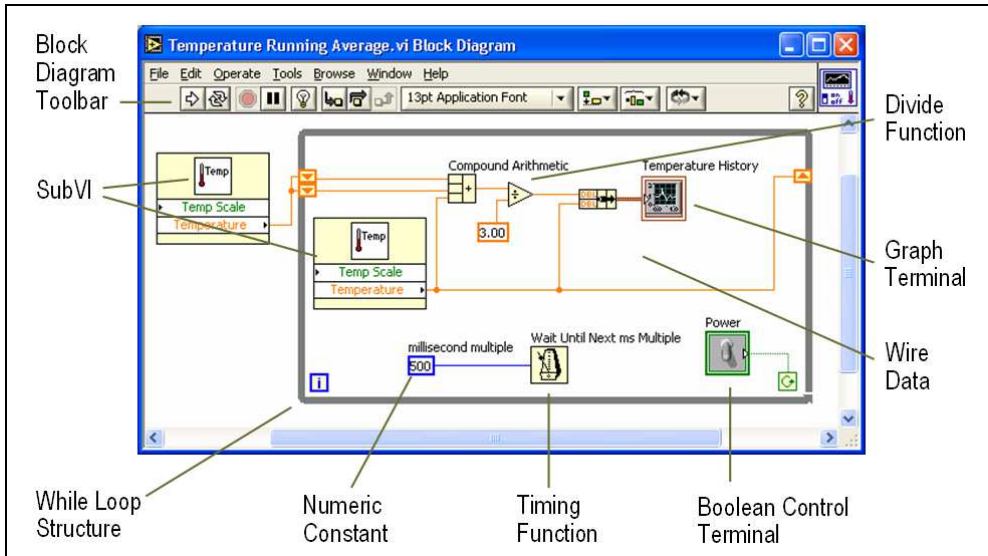 Block
Diagram
Toolbar
Temperature Running Average.vi Block Diagram
File Edit Operate Tools Browse Window Help
13pt Application Font
?
Divide
Function
SubVI
Temp
Temp Scale
Temperature
Compound Arithmetic
Temperature History
+
÷
3.00
Temp
Temp Scale
Temperature
Graph
Terminal
millisecond multiple
500
Wait Until Next ms Multiple
Power
i
Wire
Data
While Loop
Structure
Numeric
Constant
Timing
Function
Boolean Control
Terminal